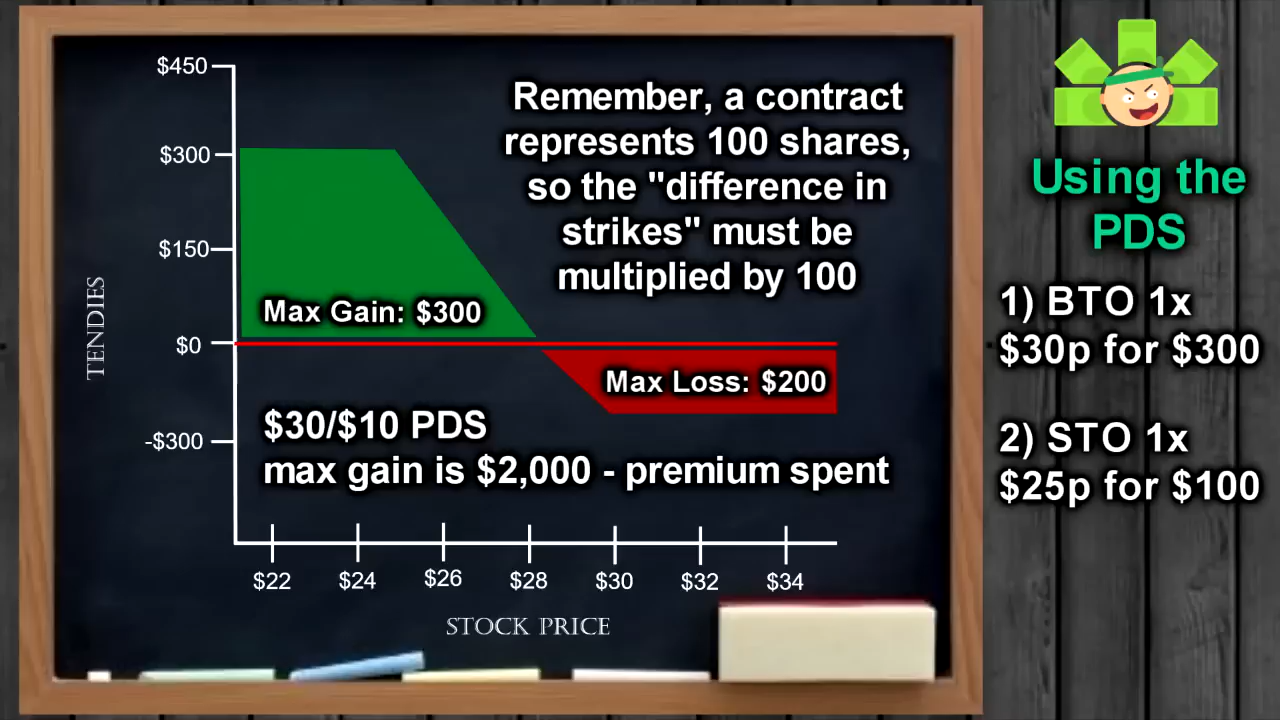 $450
$300
$150
$0
-$300
TENDIES
Remember, a contract
represents 100 shares,
so the "difference in
strikes" must be
multiplied by 100
Max Gain: $300
Max Loss: $200
$30/$10 PDS
max gain is $2,000 - premium spent
$22 $24 $26 $28 $30 $32 $34
STOCK PRICE
Using the
PDS
1) BTO 1x
$30p for $300
2) STO 1x
$25p for $100